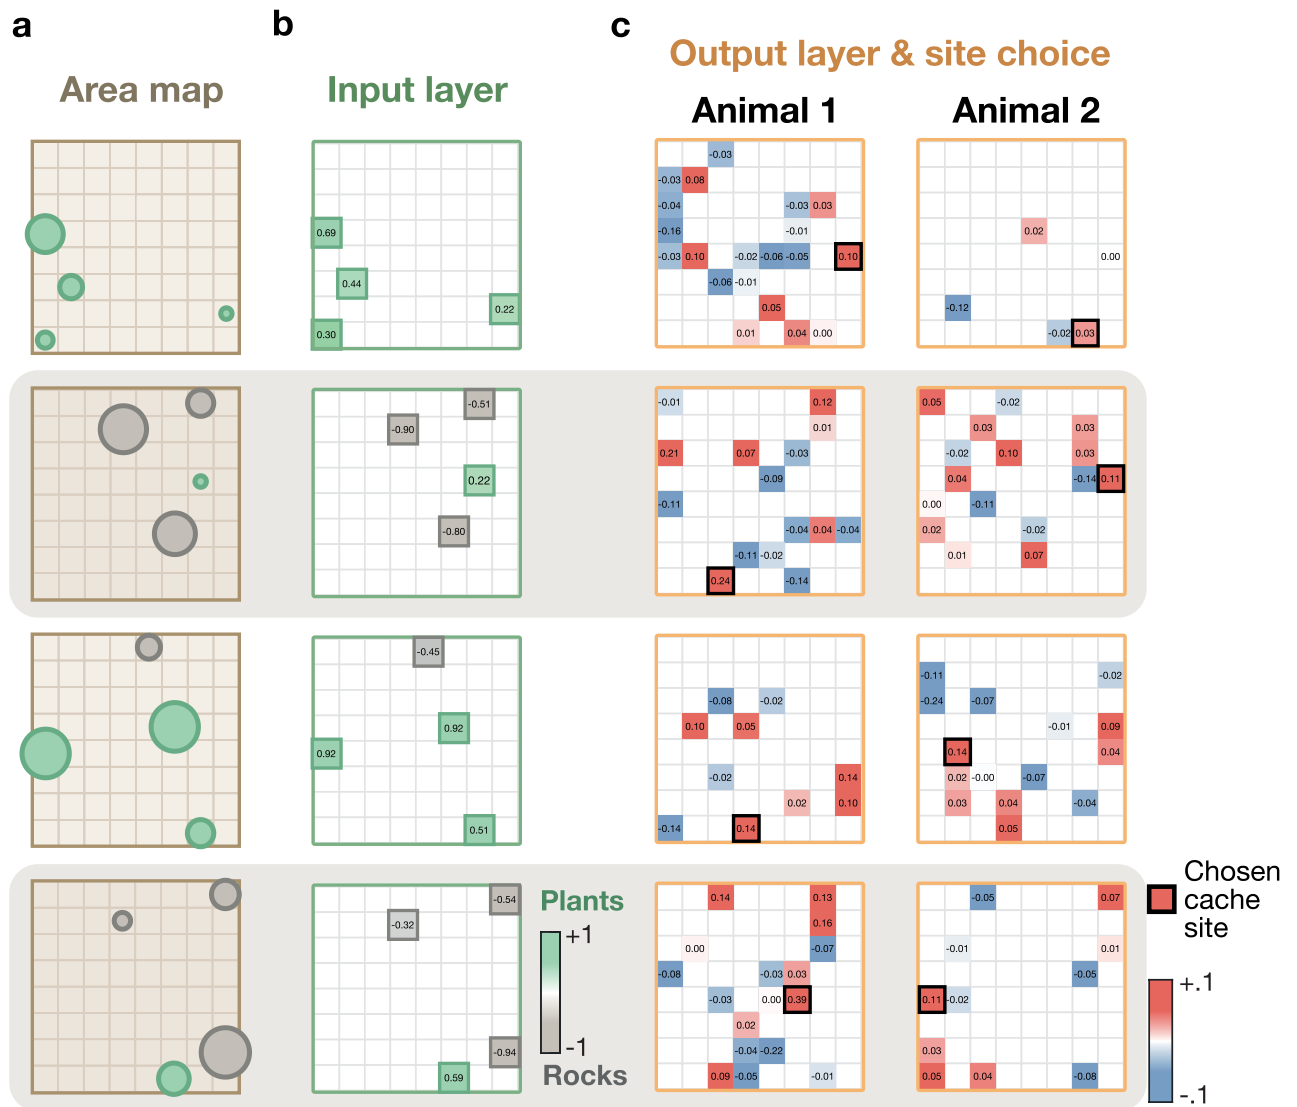 a
b
c
Output layer & site choice
Area map
Input layer
Animal 1
Animal 2
0.69
0.44
0.22
0.30
-0.03
-0.03 0.08
-0.04 -0.03 0.03
-0.16 -0.01
-0.03 0.10 -0.02 -0.06 -0.05 0.10
-0.06 -0.01
0.05
0.01 0.04 0.00
0.02
0.00
-0.12
-0.02 0.03
-0.51
-0.90
0.22
-0.80
-0.01 0.12
0.01
0.21 0.07 -0.03
-0.09
-0.11
-0.04 0.04 -0.04
-0.11 -0.02
0.24 -0.14
0.05 -0.02
0.03 0.03
-0.02 0.10 0.03
0.04 -0.14 0.11
0.00 -0.11
0.02 -0.02
0.01 0.07
-0.45
0.92
0.92
0.51
-0.08 -0.02
0.10 0.05
-0.02 0.14
0.02 0.10
-0.14 0.14
-0.11 -0.02
-0.24 -0.07
-0.01 0.09
0.14 0.04
0.02 -0.00 -0.07
0.03 0.04 -0.04
0.05
-0.54
-0.32
-0.94
0.59
Plants
+1
-1
Rocks
0.14 0.13
0.16
0.00 -0.07
-0.08 -0.03 0.03
-0.03 0.00 0.39
0.02
-0.04 -0.22
0.09 -0.05 -0.01
-0.05 0.07
-0.01 0.01
-0.05
0.11 -0.02
0.03
0.05 0.04 -0.08
Chosen
cache
site
+.1
-.1